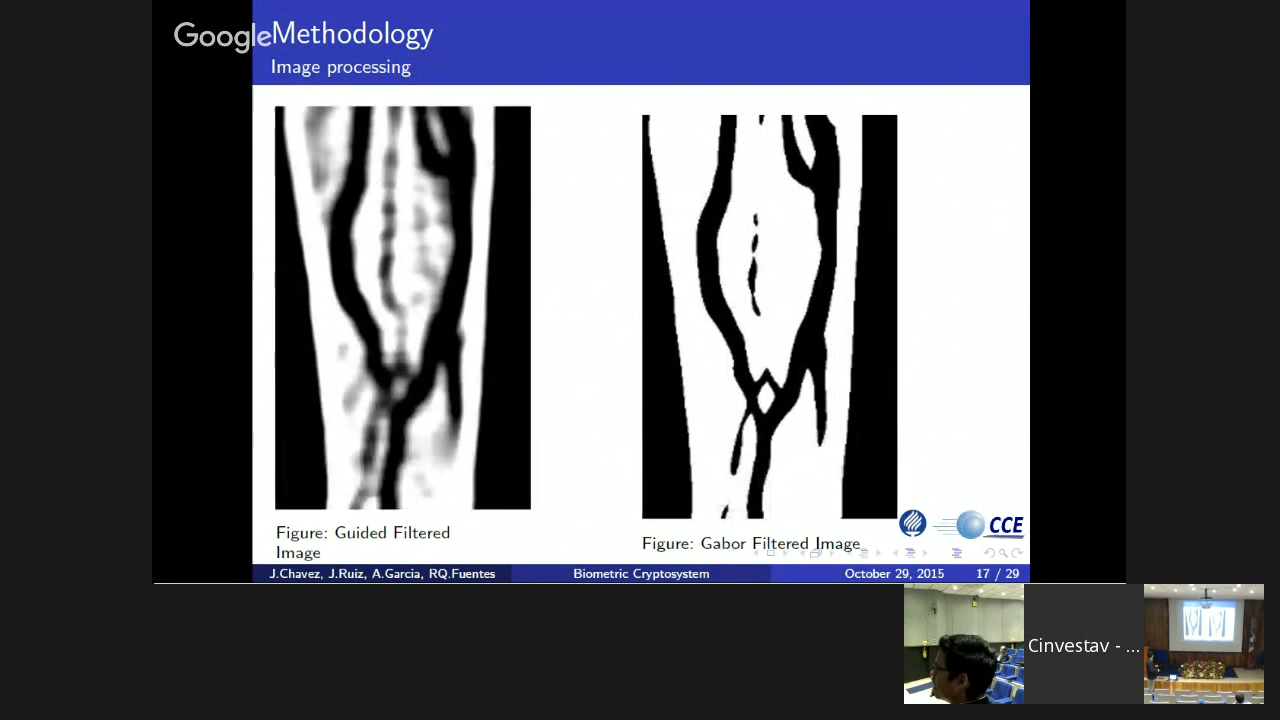 Google
Methodology
Image processing
Figure: Guided Filtered
Image
Figure: Gabor Filtered Image
CCE
J.Chavez, J.Ruiz, A.Garcia, RQ.Fuentes
Biometric Cryptosystem
October 29, 2015
17 / 29
Cinvestav - ...